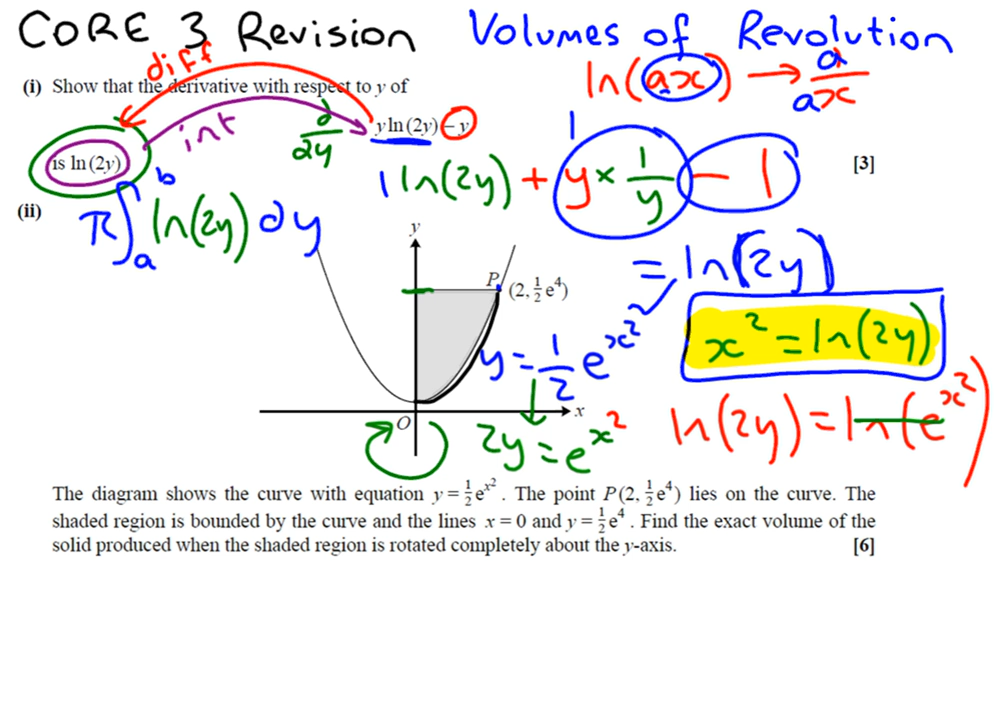 CORE 3 Revision Volumes of Revolution
diff
ln(ax) → a/ax
(i) Show that the derivative with respect to y of
int
y ln(2y) – y
d/dy
is ln(2y)
1 ln(2y) + y × 1/y – 1
1
[3]
(ii)
π∫ₐᵇ ln(2y) dy
= ln(2y)
y
P (2, ½e⁴)
y = ½e^x²
x² = ln(2y)
x
O
2y = e^x²
ln(2y) = ln(e^x²)
The diagram shows the curve with equation y = ½e^x². The point P(2, ½e⁴) lies on the curve. The
shaded region is bounded by the curve and the lines x = 0 and y = ½e⁴. Find the exact volume of the
solid produced when the shaded region is rotated completely about the y-axis. [6]